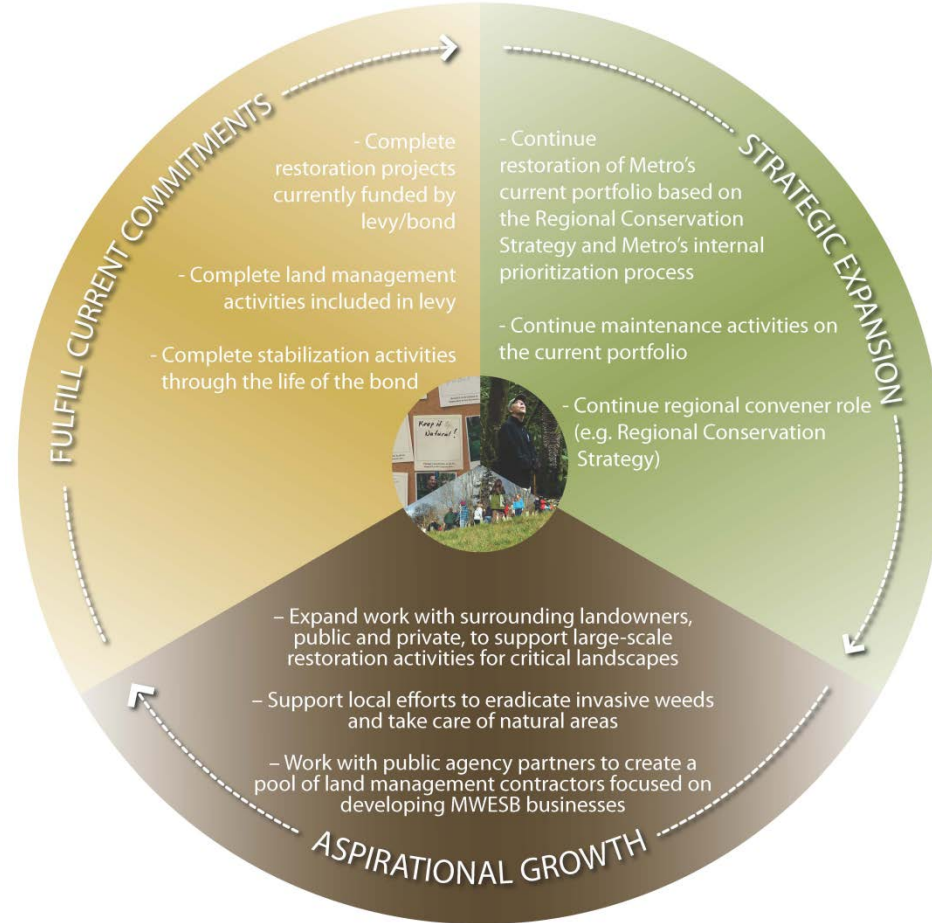 FULFILL CURRENT COMMITMENTS
- Complete
restoration projects
currently funded by
levy/bond
- Complete land management
activities included in levy
- Complete stabilization activities
through the life of the bond
STRATEGIC EXPANSION
- Continue
restoration of Metro’s
current portfolio based on
the Regional Conservation
Strategy and Metro’s internal
prioritization process
- Continue maintenance activities on
the current portfolio
- Continue regional convener role
(e.g. Regional Conservation
Strategy)
Keep it
Natural!
– Expand work with surrounding landowners,
public and private, to support large-scale
restoration activities for critical landscapes
– Support local efforts to eradicate invasive weeds
and take care of natural areas
– Work with public agency partners to create a
pool of land management contractors focused on
developing MWESB businesses
ASPIRATIONAL GROWTH